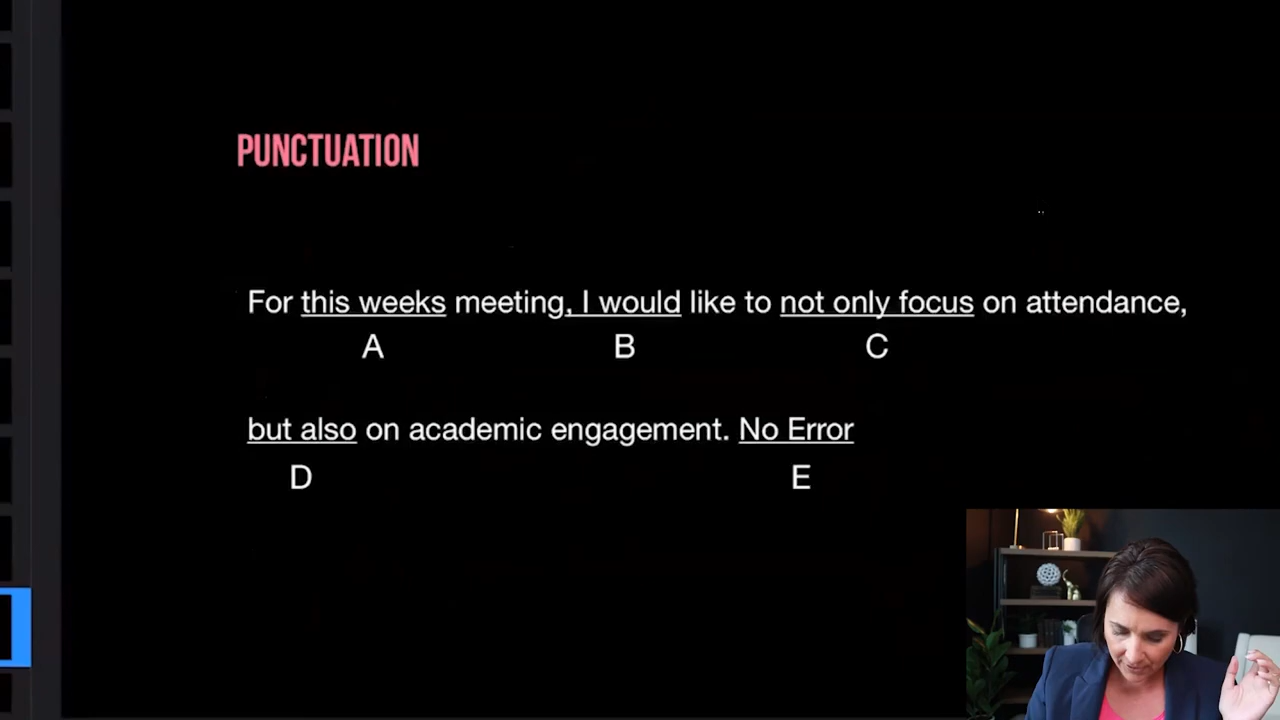 PUNCTUATION
For this weeks meeting, I would like to not only focus on attendance,
A B C
but also on academic engagement. No Error
D E